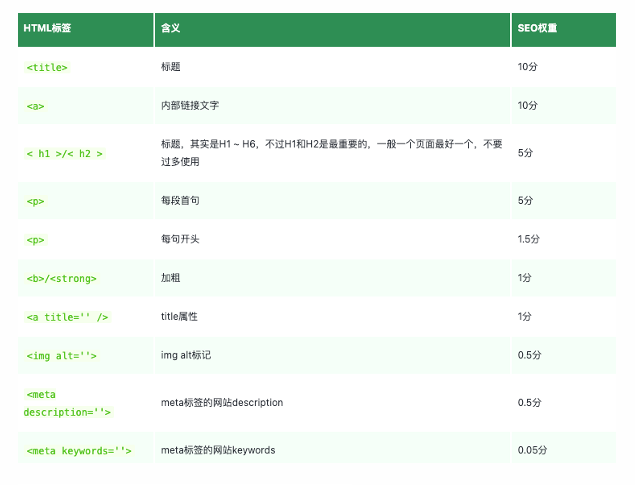 HTML标签 含义 SEO权重
<title> 标题 10分
<a> 内部链接文字 10分
< h1 >/< h2 > 标题，其实是H1 ~ H6，不过H1和H2是最重要的，一般一个页面最好一个，不要
过多使用 5分
<p> 每段首句 5分
<p> 每句开头 1.5分
<b>/<strong> 加粗 1分
<a title='' /> title属性 1分
<img alt=''> img alt标记 0.5分
<meta
description=''> meta标签的网站description 0.5分
<meta keywords=''> meta标签的网站keywords 0.05分